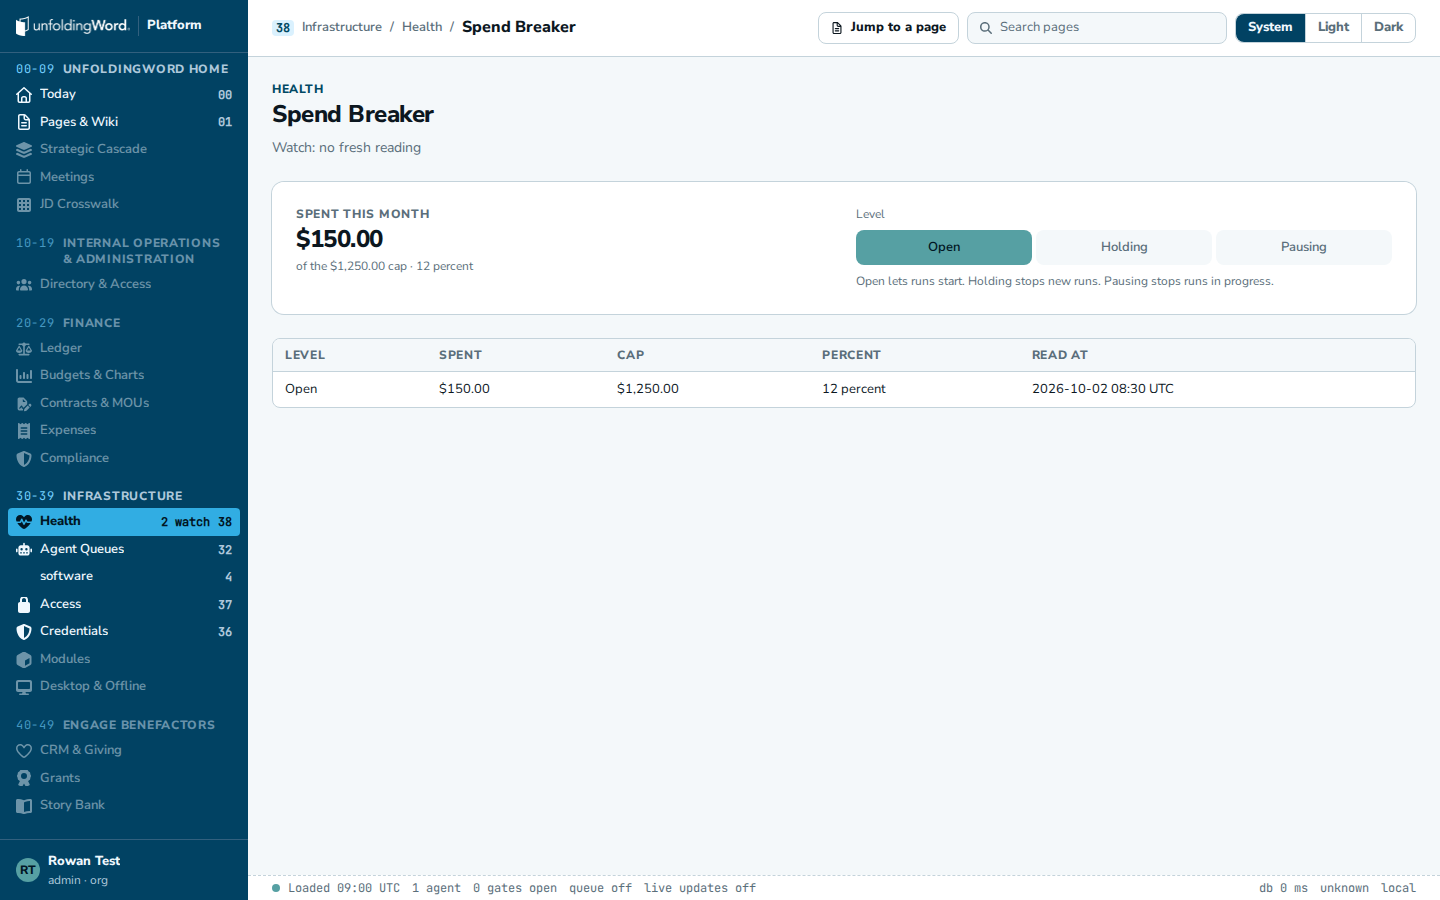 unfoldingWord. Platform
00-09 UNFOLDINGWORD HOME
Today 00
Pages & Wiki 01
Strategic Cascade
Meetings
JD Crosswalk
10-19 INTERNAL OPERATIONS
& ADMINISTRATION
Directory & Access
20-29 FINANCE
Ledger
Budgets & Charts
Contracts & MOUs
Expenses
Compliance
30-39 INFRASTRUCTURE
Health 2 watch 38
Agent Queues 32
software 4
Access 37
Credentials 36
Modules
Desktop & Offline
40-49 ENGAGE BENEFACTORS
CRM & Giving
Grants
Story Bank
RT Rowan Test
admin · org
38 Infrastructure / Health / Spend Breaker
Jump to a page
Search pages
System Light Dark
HEALTH
Spend Breaker
Watch: no fresh reading
SPENT THIS MONTH
$150.00
of the $1,250.00 cap · 12 percent
Level
Open Holding Pausing
Open lets runs start. Holding stops new runs. Pausing stops runs in progress.
LEVEL SPENT CAP PERCENT READ AT
Open $150.00 $1,250.00 12 percent 2026-10-02 08:30 UTC
Loaded 09:00 UTC 1 agent 0 gates open queue off live updates off db 0 ms unknown local